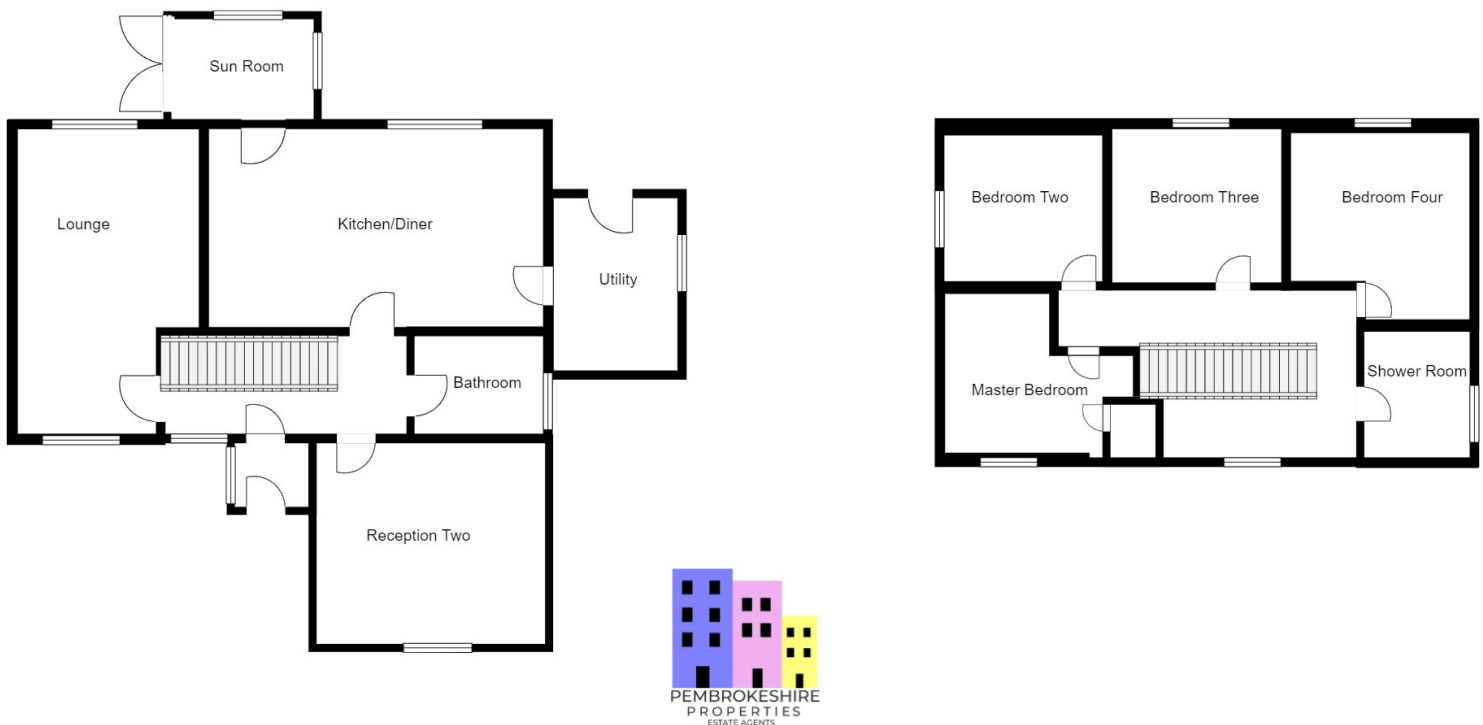 Sun Room
Lounge
Kitchen/Diner
Utility
Bathroom
Reception Two
Bedroom Two
Bedroom Three
Bedroom Four
Master Bedroom
Shower Room
PEMBROKESHIRE
PROPERTIES
ESTATE AGENTS